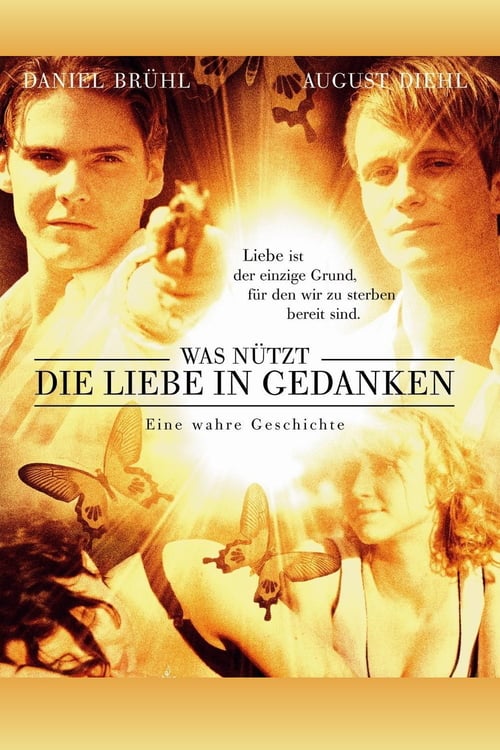 DANIEL BRÜHL AUGUST DIEHL
Liebe ist
der einzige Grund,
für den wir zu sterben
bereit sind.
WAS NÜTZT
DIE LIEBE IN GEDANKEN
Eine wahre Geschichte